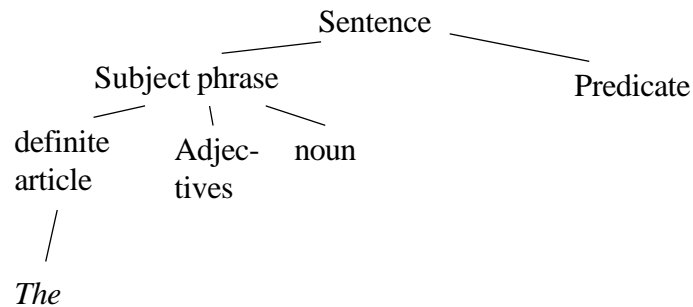 Sentence
Subject phrase
Predicate
definite
article
Adjec-
tives
noun
The